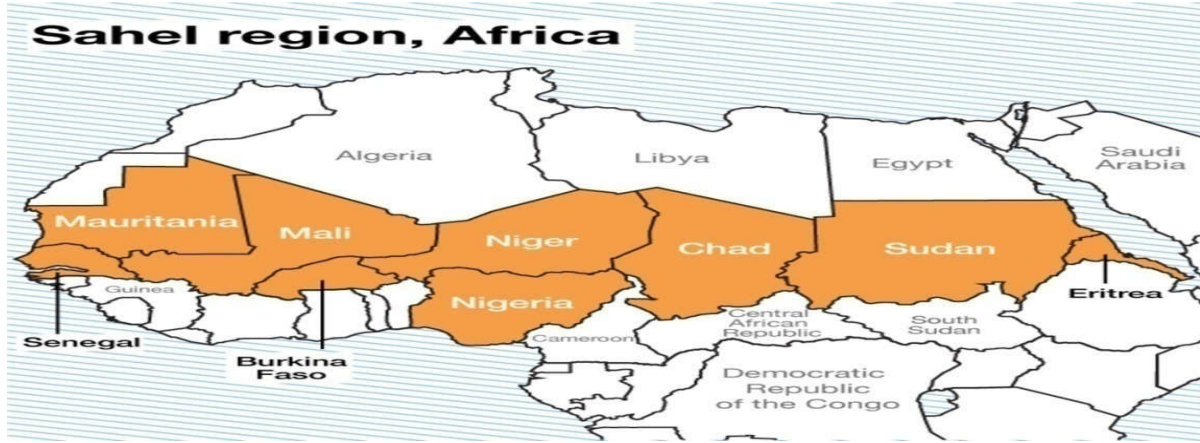 Sahel region, Africa
Algeria
Libya
Egypt
Saudi
Arabia
Mauritania
Mali
Niger
Chad
Sudan
Guinea
Nigeria
Eritrea
Senegal
Burkina
Faso
Cameroon
Central
African
Republic
South
Sudan
Democratic
Republic
of the Congo